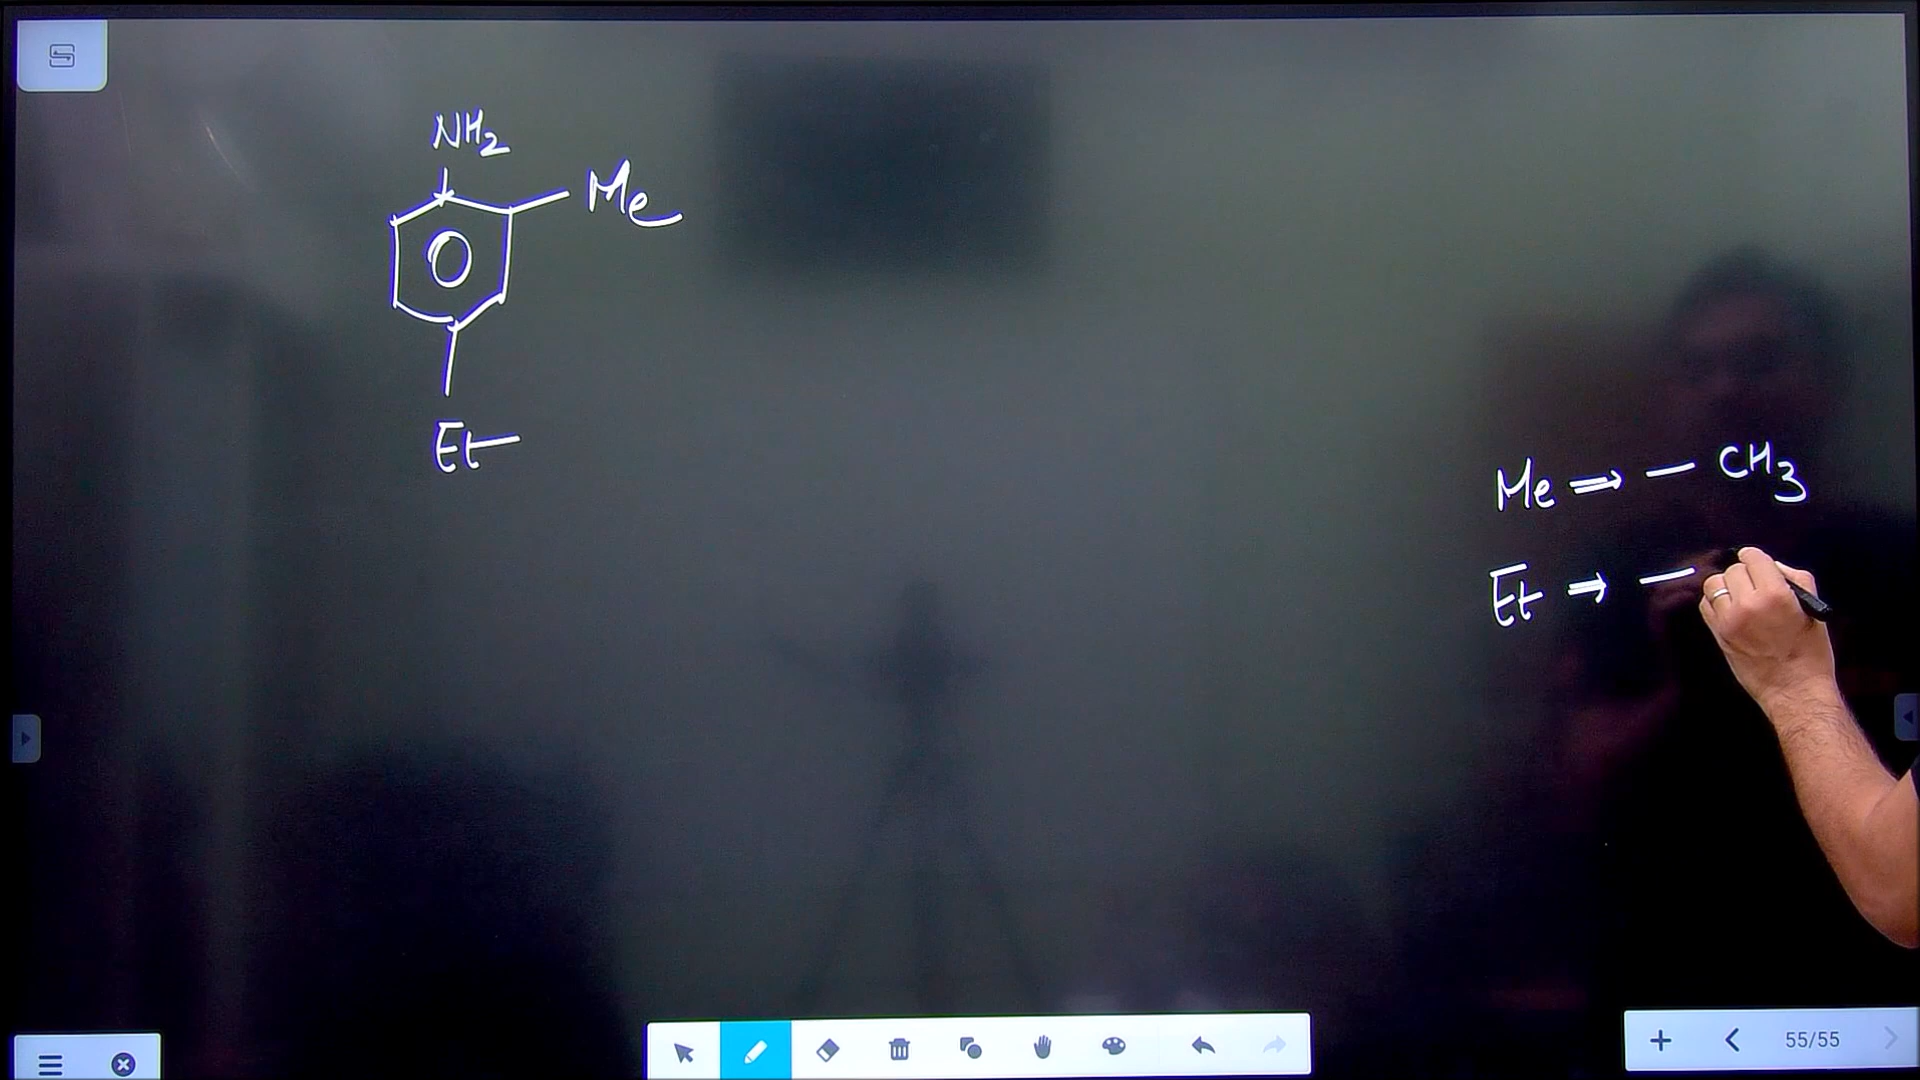 NH2
Me
Et
Me ⇒ — CH3
Et ⇒ —
55/55